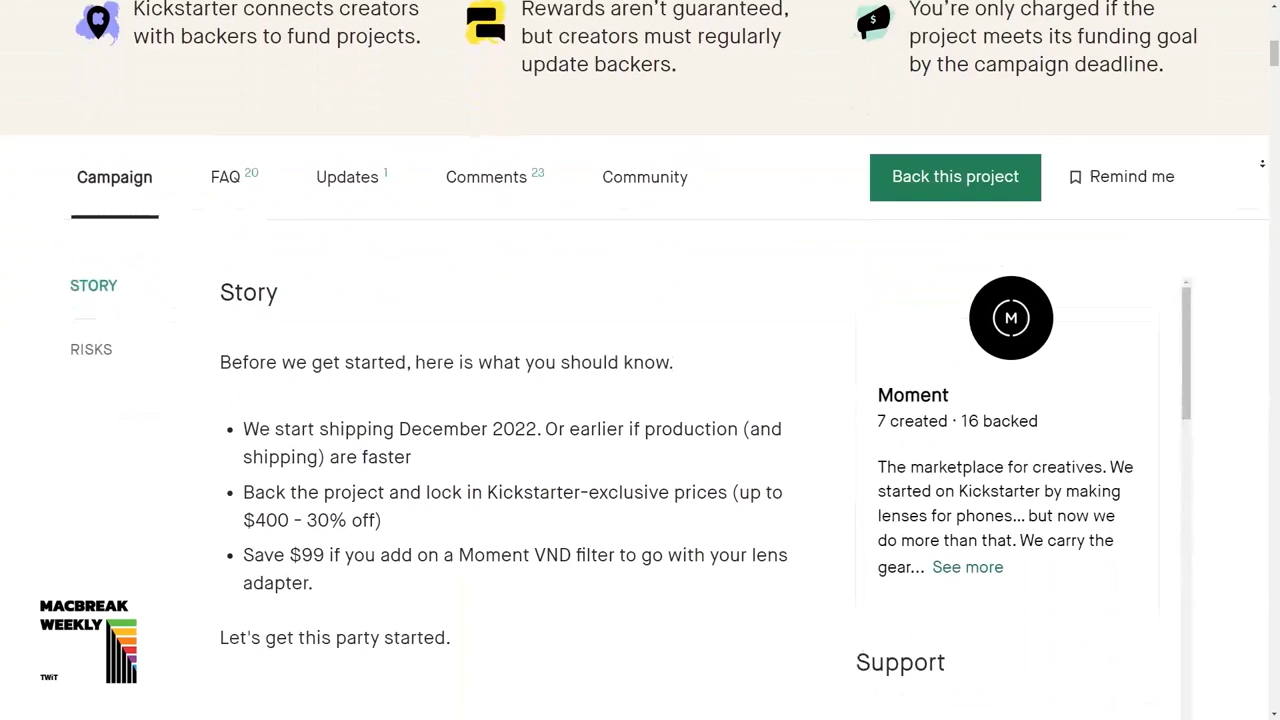 Kickstarter connects creators
with backers to fund projects.
Rewards aren't guaranteed,
but creators must regularly
update backers.
$
You're only charged if the
project meets its funding goal
by the campaign deadline.
Campaign
FAQ 20
Updates 1
Comments 23
Community
Back this project
Remind me
STORY
RISKS
Story
Before we get started, here is what you should know.
• We start shipping December 2022. Or earlier if production (and
shipping) are faster
• Back the project and lock in Kickstarter-exclusive prices (up to
$400 - 30% off)
• Save $99 if you add on a Moment VND filter to go with your lens
adapter.
Let's get this party started.
M
Moment
7 created · 16 backed
The marketplace for creatives. We
started on Kickstarter by making
lenses for phones... but now we
do more than that. We carry the
gear... See more
Support
MACBREAK
WEEKLY
TWiT